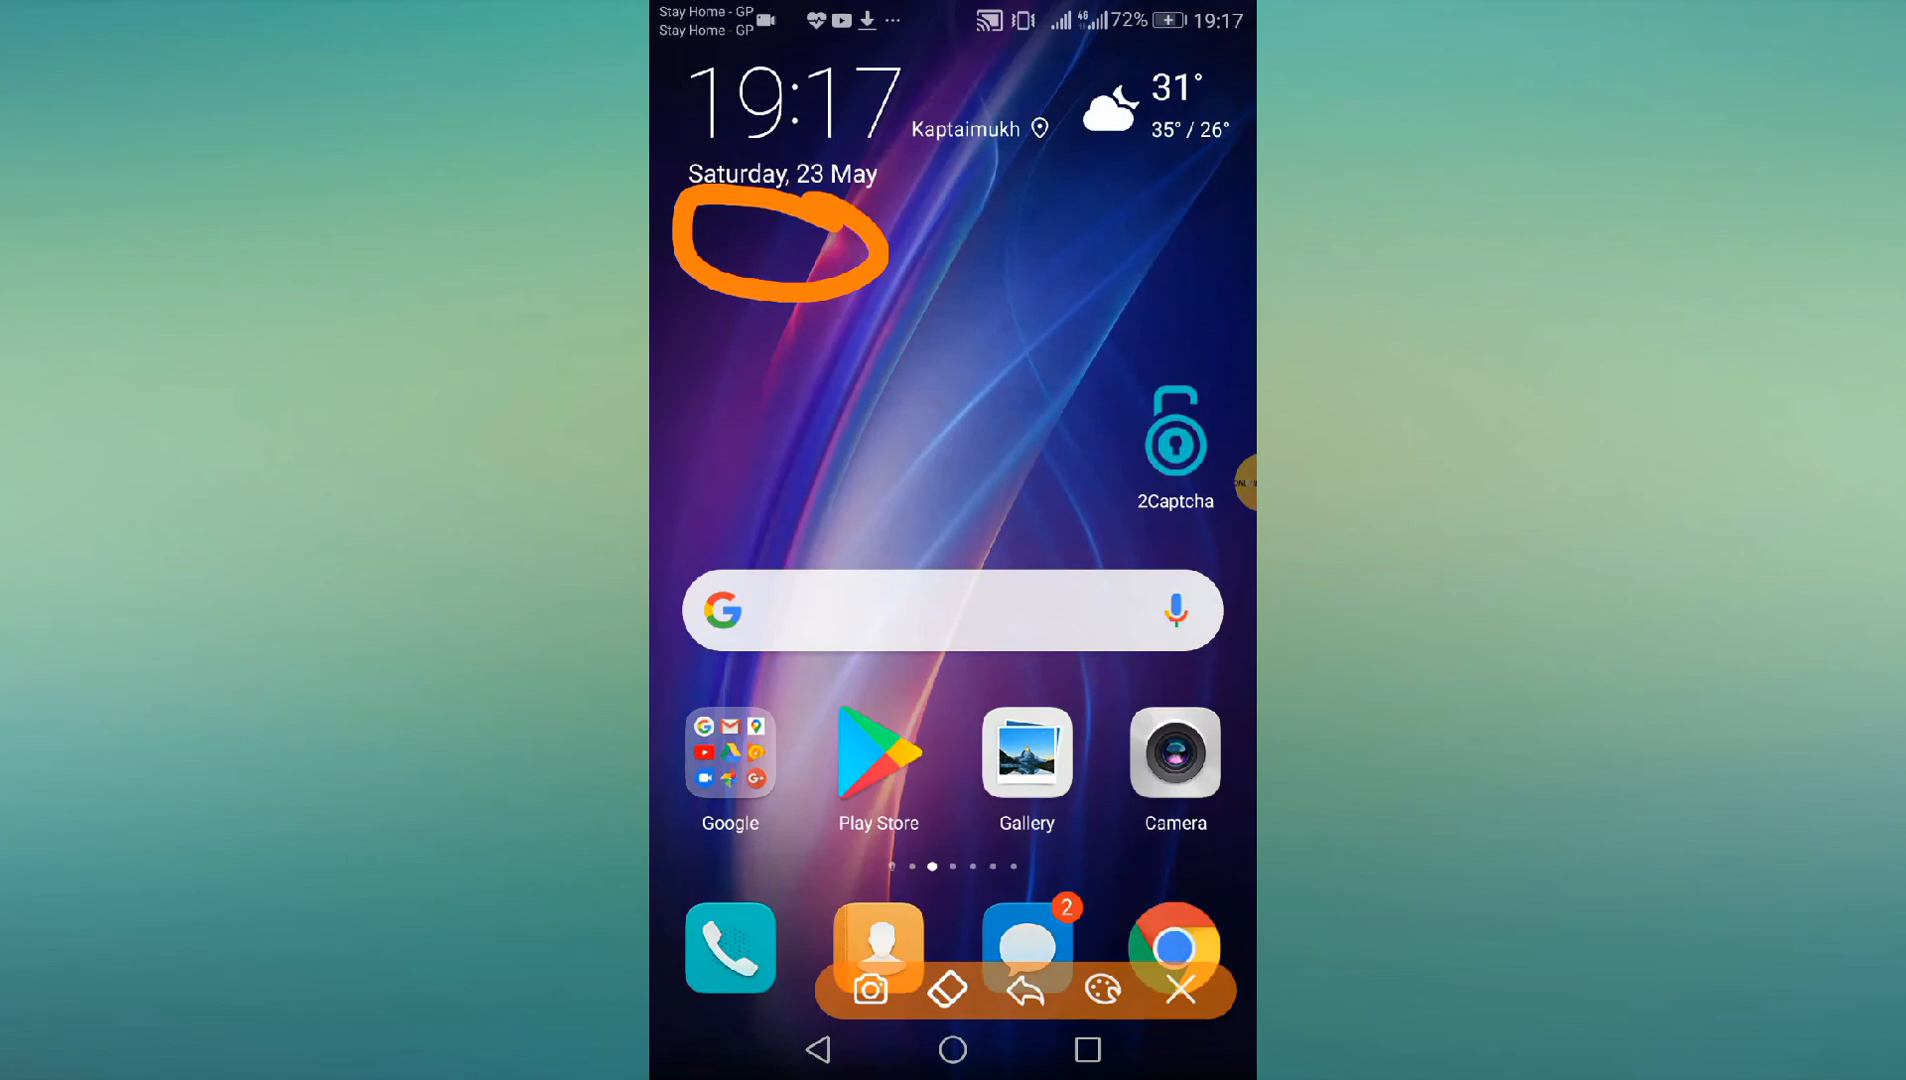 Stay Home - GP
Stay Home - GP
4G
72%
19:17
19:17
Kaptaimukh
31°
35° / 26°
Saturday, 23 May
2Captcha
Google
Play Store
Gallery
Camera
2